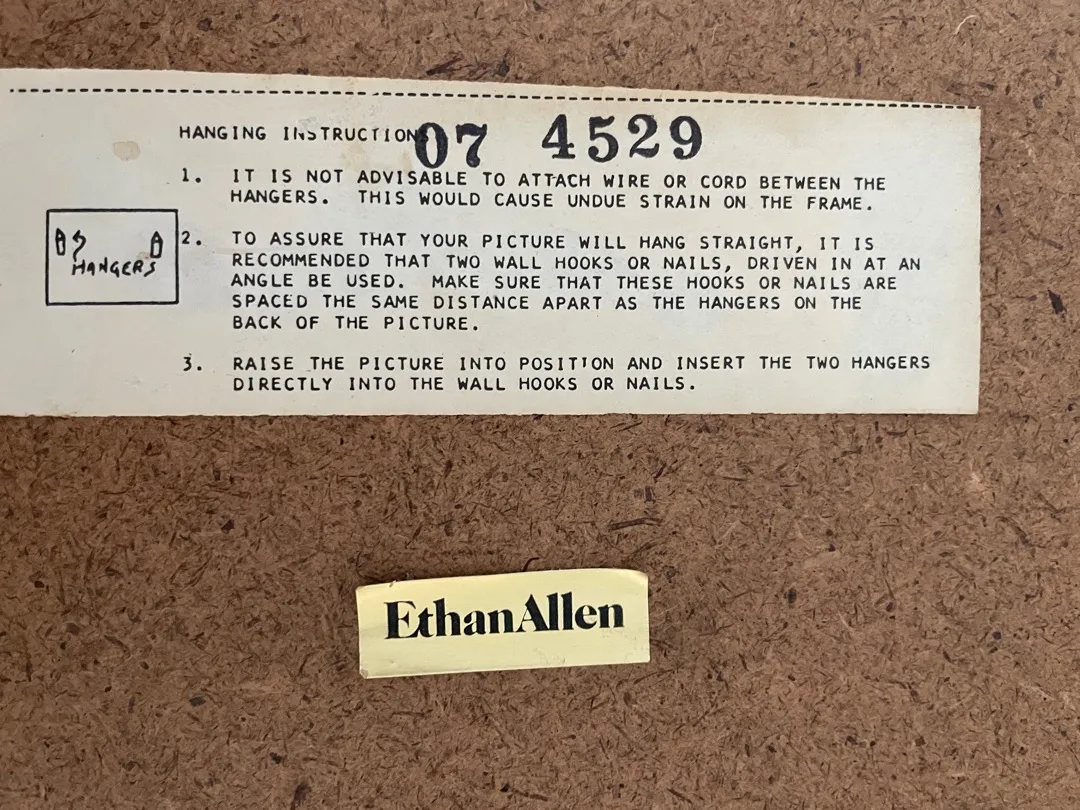 HANGING INSTRUCTIONS 07 4529
1. IT IS NOT ADVISABLE TO ATTACH WIRE OR CORD BETWEEN THE
HANGERS. THIS WOULD CAUSE UNDUE STRAIN ON THE FRAME.
HANGERS
2. TO ASSURE THAT YOUR PICTURE WILL HANG STRAIGHT, IT IS
RECOMMENDED THAT TWO WALL HOOKS OR NAILS, DRIVEN IN AT AN
ANGLE BE USED. MAKE SURE THAT THESE HOOKS OR NAILS ARE
SPACED THE SAME DISTANCE APART AS THE HANGERS ON THE
BACK OF THE PICTURE.
3. RAISE THE PICTURE INTO POSITION AND INSERT THE TWO HANGERS
DIRECTLY INTO THE WALL HOOKS OR NAILS.
EthanAllen